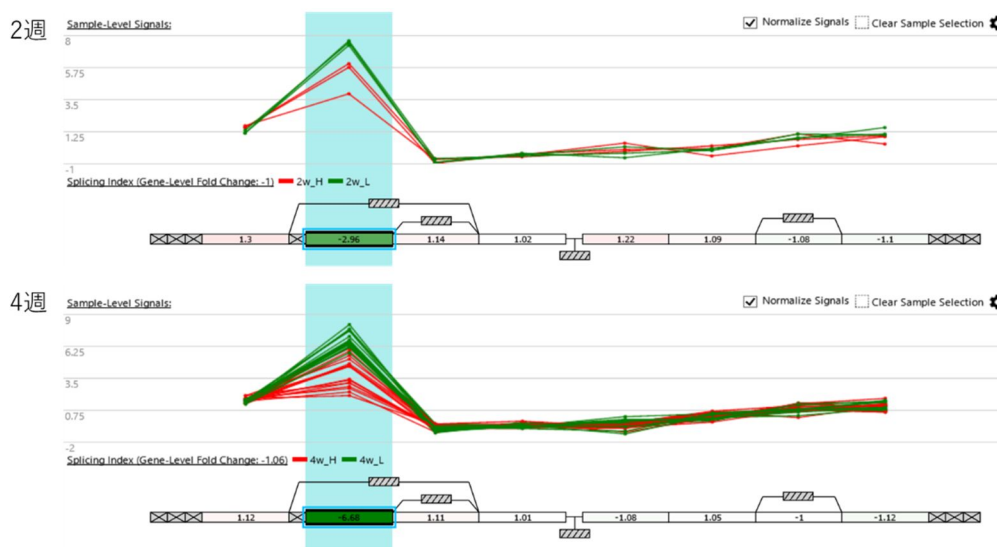 2週
Sample-Level Signals:
Normalize Signals
Clear Sample Selection
8
5.75
3.5
1.25
-1
Splicing Index (Gene-Level Fold Change: -1)
2w_H
2w_L
1.3
-2.96
1.14
1.02
1.22
1.09
-1.08
-1.1
4週
Sample-Level Signals:
Normalize Signals
Clear Sample Selection
9
6.25
3.5
0.75
-2
Splicing Index (Gene-Level Fold Change: -1.06)
4w_H
4w_L
1.12
-6.68
1.11
1.01
-1.08
1.05
-1
-1.12